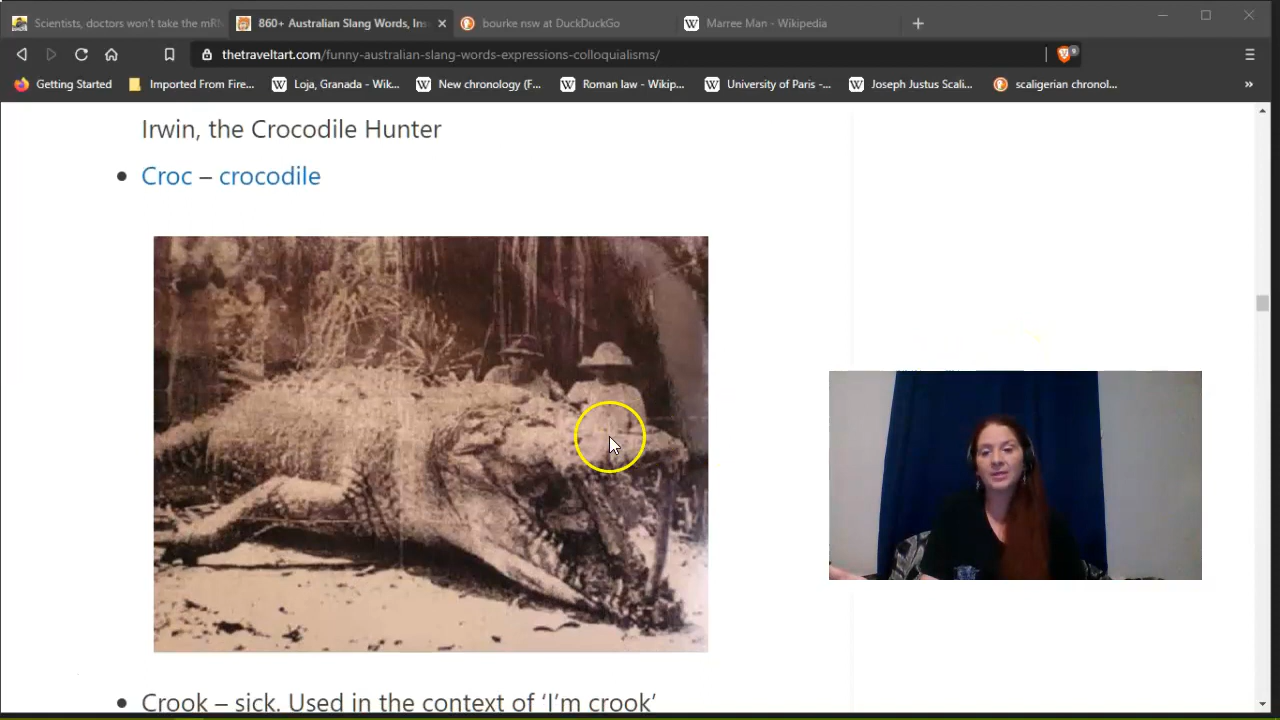 Scientists, doctors won't take the mRN
860+ Australian Slang Words, Ins
bourke nsw at DuckDuckGo
Marree Man - Wikipedia
thetraveltart.com/funny-australian-slang-words-expressions-colloquialisms/
Getting Started
Imported From Fire...
Loja, Granada - Wik...
New chronology (F...
Roman law - Wikip...
University of Paris -...
Joseph Justus Scali...
scaligerian chronol...
Irwin, the Crocodile Hunter
Croc – crocodile
Crook – sick. Used in the context of ‘I’m crook’